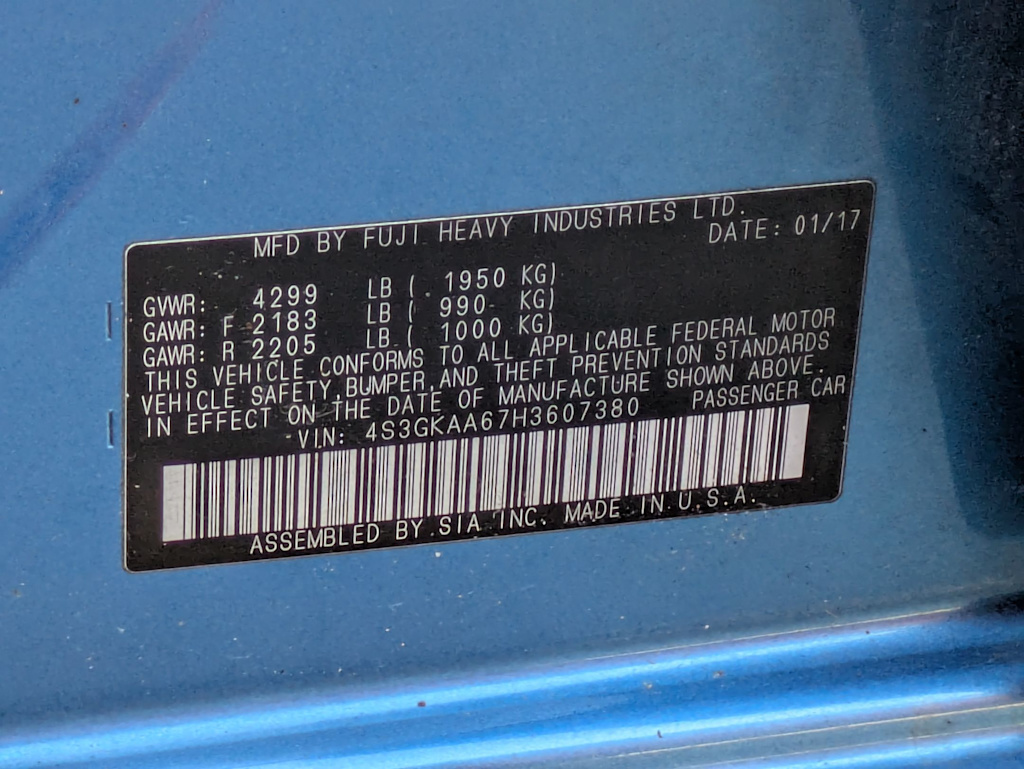 MFD BY FUJI HEAVY INDUSTRIES LTD.
DATE: 01/17
GVWR: 4299 LB ( 1950 KG)
GAWR: F 2183 LB ( 990 KG)
GAWR: R 2205 LB ( 1000 KG)
THIS VEHICLE CONFORMS TO ALL APPLICABLE FEDERAL MOTOR
VEHICLE SAFETY,BUMPER,AND THEFT PREVENTION STANDARDS
IN EFFECT ON THE DATE OF MANUFACTURE SHOWN ABOVE.
VIN: 4S3GKAA67H3607380 PASSENGER CAR
ASSEMBLED BY SIA INC. MADE IN U.S.A.